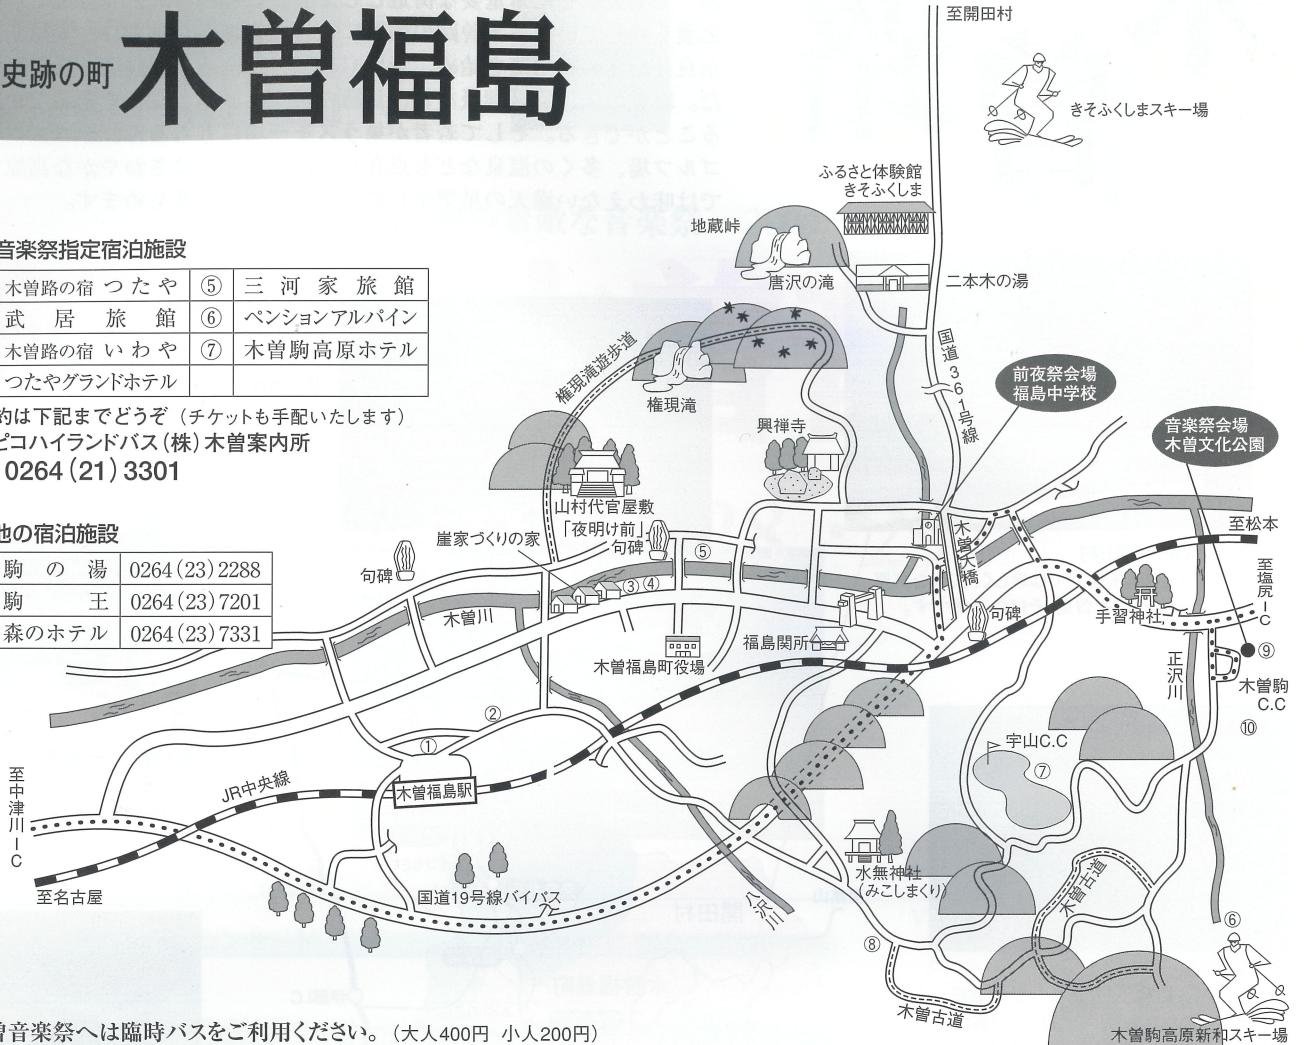 史跡の町 木曽福島
音楽祭指定宿泊施設
木曽路の宿 つたや ⑤ 三河家旅館
武居旅館 ⑥ ペンションアルパイン
木曽路の宿 いわや ⑦ 木曽駒高原ホテル
つたやグランドホテル
約は下記までどうぞ（チケットも手配いたします）
ピコハイランドバス(株)木曽案内所
0264(21)3301
他の宿泊施設
駒の湯 0264(23)2288
駒王 0264(23)7201
森のホテル 0264(23)7331
至開田村
きそふくしまスキー場
ふるさと体験館
きそふくしま
地蔵峠
唐沢の滝
二本木の湯
国道361号線
権現滝遊歩道
権現滝
前夜祭会場
福島中学校
音楽祭会場
木曽文化公園
興禅寺
山村代官屋敷
「夜明け前」
句碑
崖家づくりの家
句碑
⑤
③④
木曽川
木曽大橋
句碑
至松本
至塩尻IC
手習神社
福島関所
木曽福島町役場
正沢川
⑨
木曽駒
C.C
⑩
②
①
宇山C.C
⑦
JR中央線
木曽福島駅
至中津川IC
至名古屋
国道19号線バイパス
八沢川
水無神社
(みこしまくり)
木曽古道
⑧
⑥
木曽古道
木曽駒高原新和スキー場
曽音楽祭へは臨時バスをご利用ください。（大人400円 小人200円）